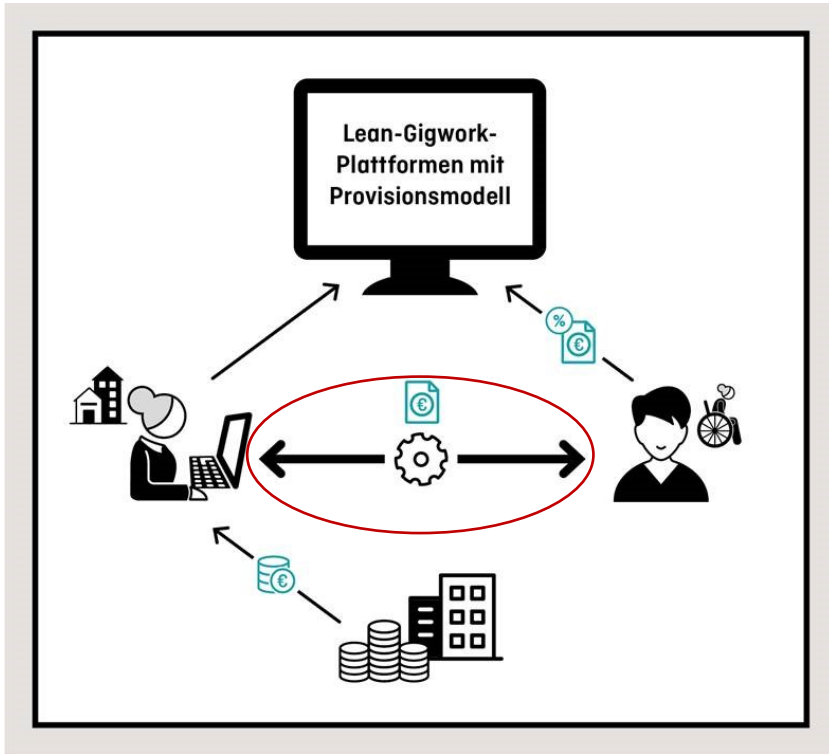 Lean-Gigwork-
Plattformen mit
Provisionsmodell
%
€
€
€